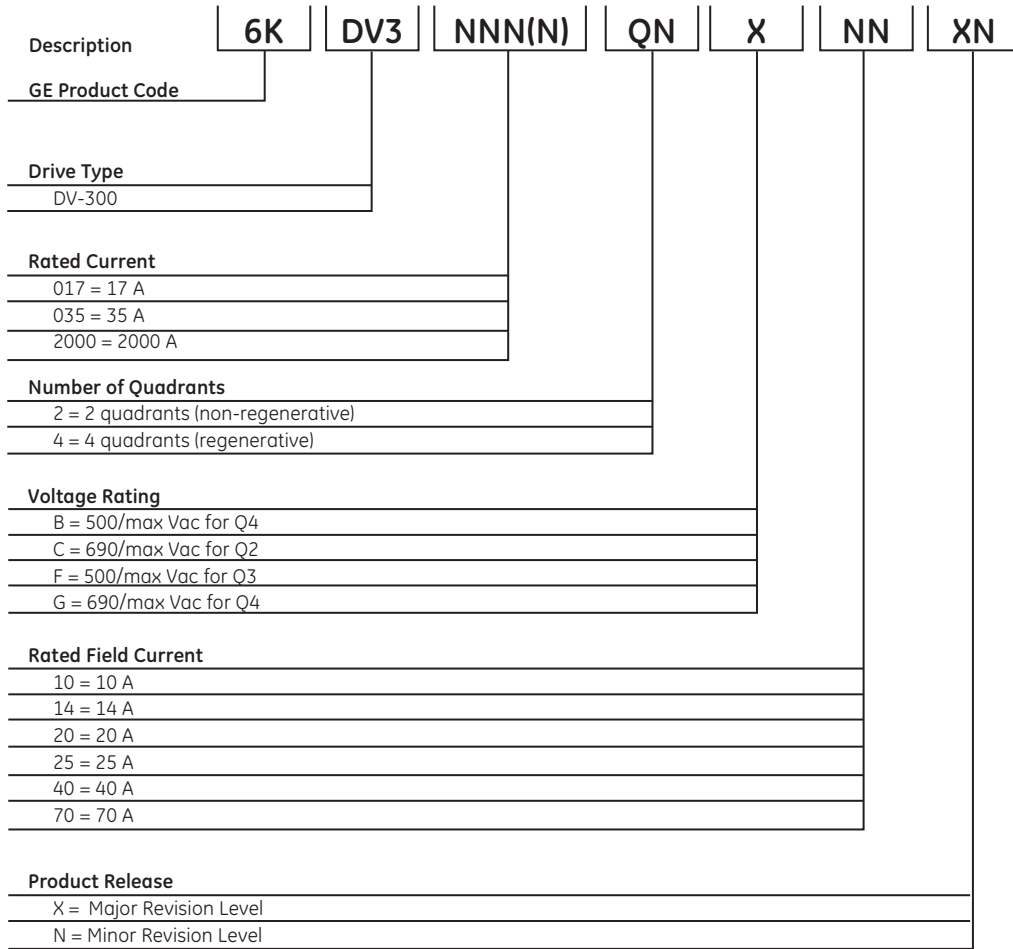 Description 6K DV3 NNN(N) QN X NN XN
GE Product Code
Drive Type
DV-300
Rated Current
017 = 17 A
035 = 35 A
2000 = 2000 A
Number of Quadrants
2 = 2 quadrants (non-regenerative)
4 = 4 quadrants (regenerative)
Voltage Rating
B = 500/max Vac for Q4
C = 690/max Vac for Q2
F = 500/max Vac for Q3
G = 690/max Vac for Q4
Rated Field Current
10 = 10 A
14 = 14 A
20 = 20 A
25 = 25 A
40 = 40 A
70 = 70 A
Product Release
X = Major Revision Level
N = Minor Revision Level